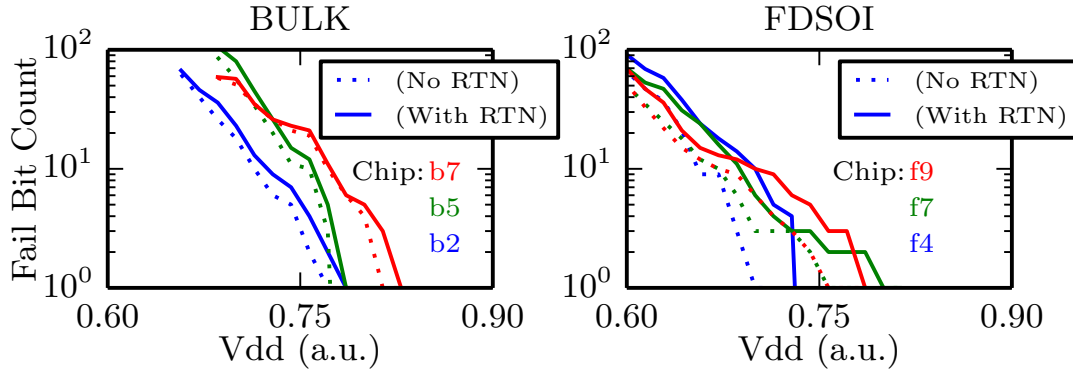 BULK
Fail Bit Count
10²
10¹
10⁰
(No RTN)
(With RTN)
Chip: b7
b5
b2
0.60 0.75 0.90
Vdd (a.u.)
FDSOI
10²
10¹
10⁰
(No RTN)
(With RTN)
Chip: f9
f7
f4
0.60 0.75 0.90
Vdd (a.u.)